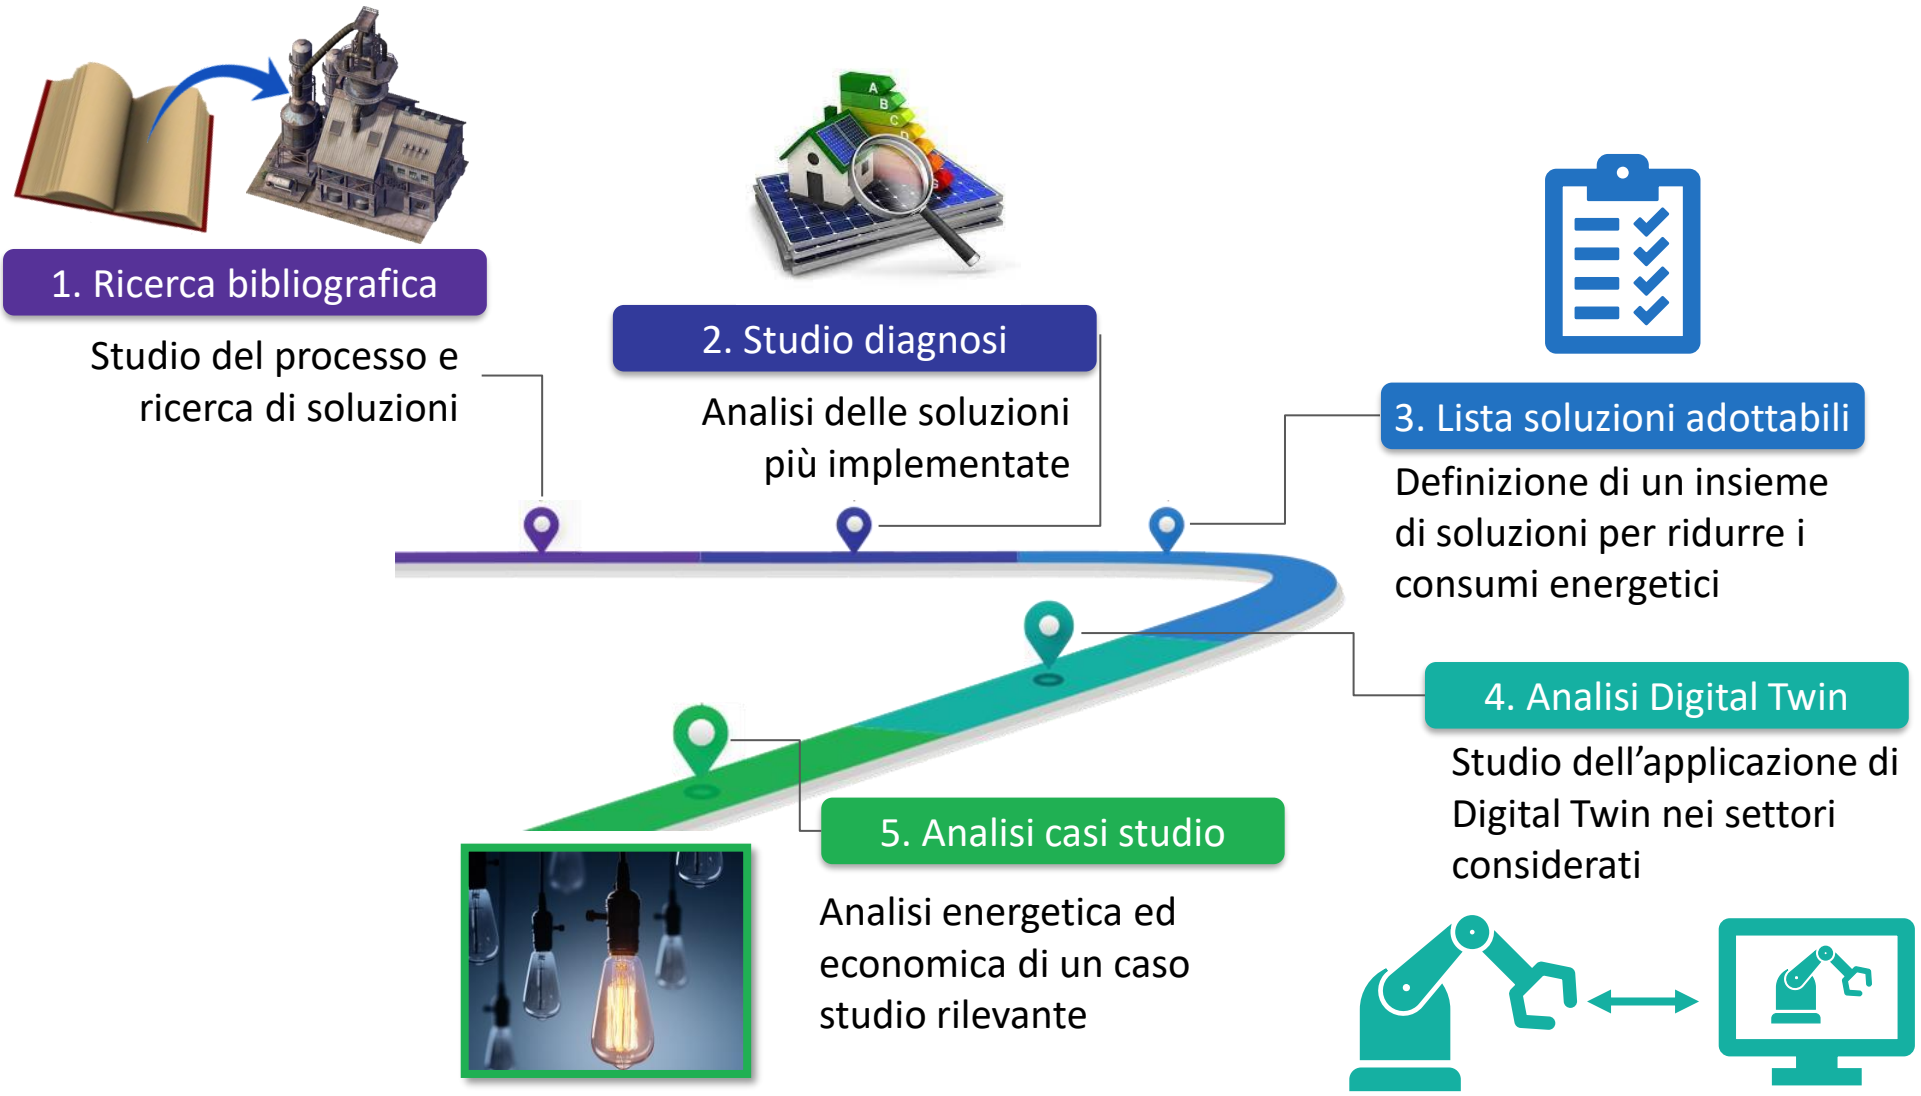 1. Ricerca bibliografica
Studio del processo e
ricerca di soluzioni
A
B
C
D
2. Studio diagnosi
Analisi delle soluzioni
più implementate
3. Lista soluzioni adottabili
Definizione di un insieme
di soluzioni per ridurre i
consumi energetici
4. Analisi Digital Twin
Studio dell’applicazione di
Digital Twin nei settori
considerati
5. Analisi casi studio
Analisi energetica ed
economica di un caso
studio rilevante